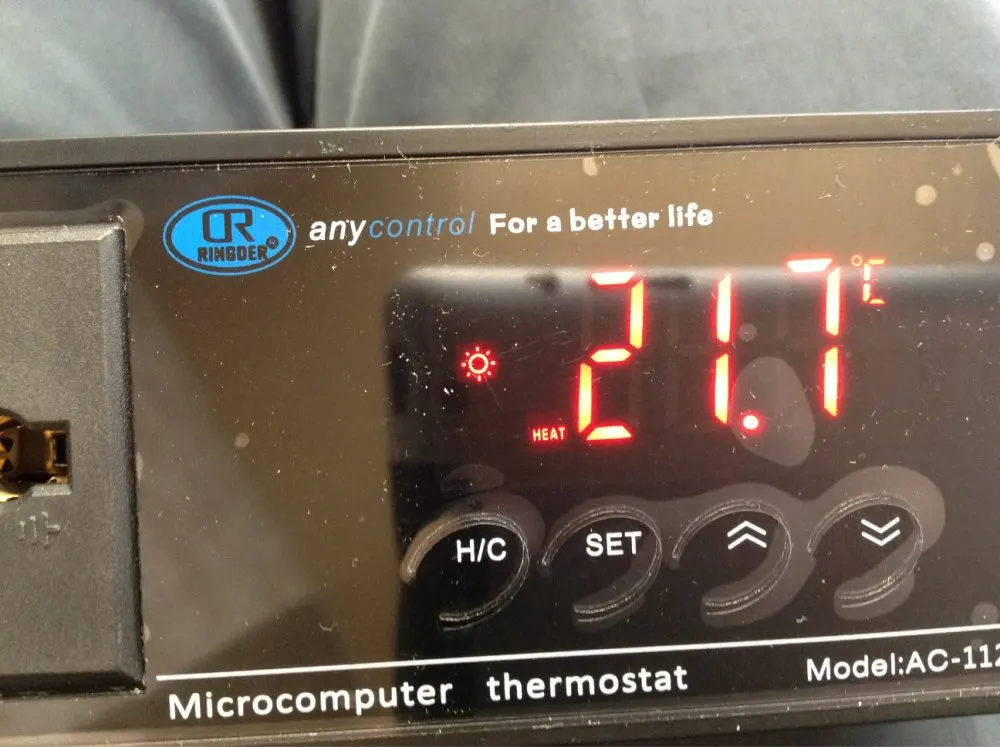 RINGDER
anycontrol For a better life
21.7 °C
HEAT
H/C SET
Microcomputer thermostat
Model:AC-112